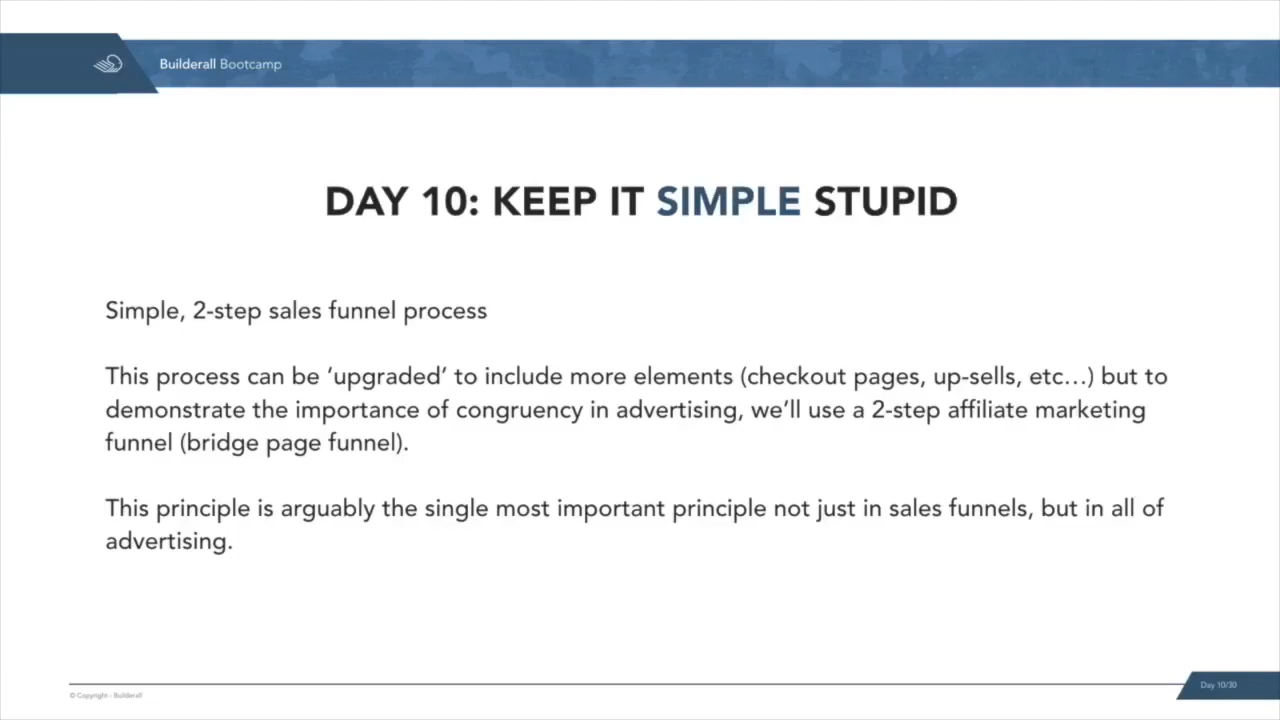 Builderall Bootcamp
DAY 10: KEEP IT SIMPLE STUPID
Simple, 2-step sales funnel process
This process can be ‘upgraded’ to include more elements (checkout pages, up-sells, etc…) but to
demonstrate the importance of congruency in advertising, we’ll use a 2-step affiliate marketing
funnel (bridge page funnel).
This principle is arguably the single most important principle not just in sales funnels, but in all of
advertising.
© Copyright - Builderall
Day 10/30